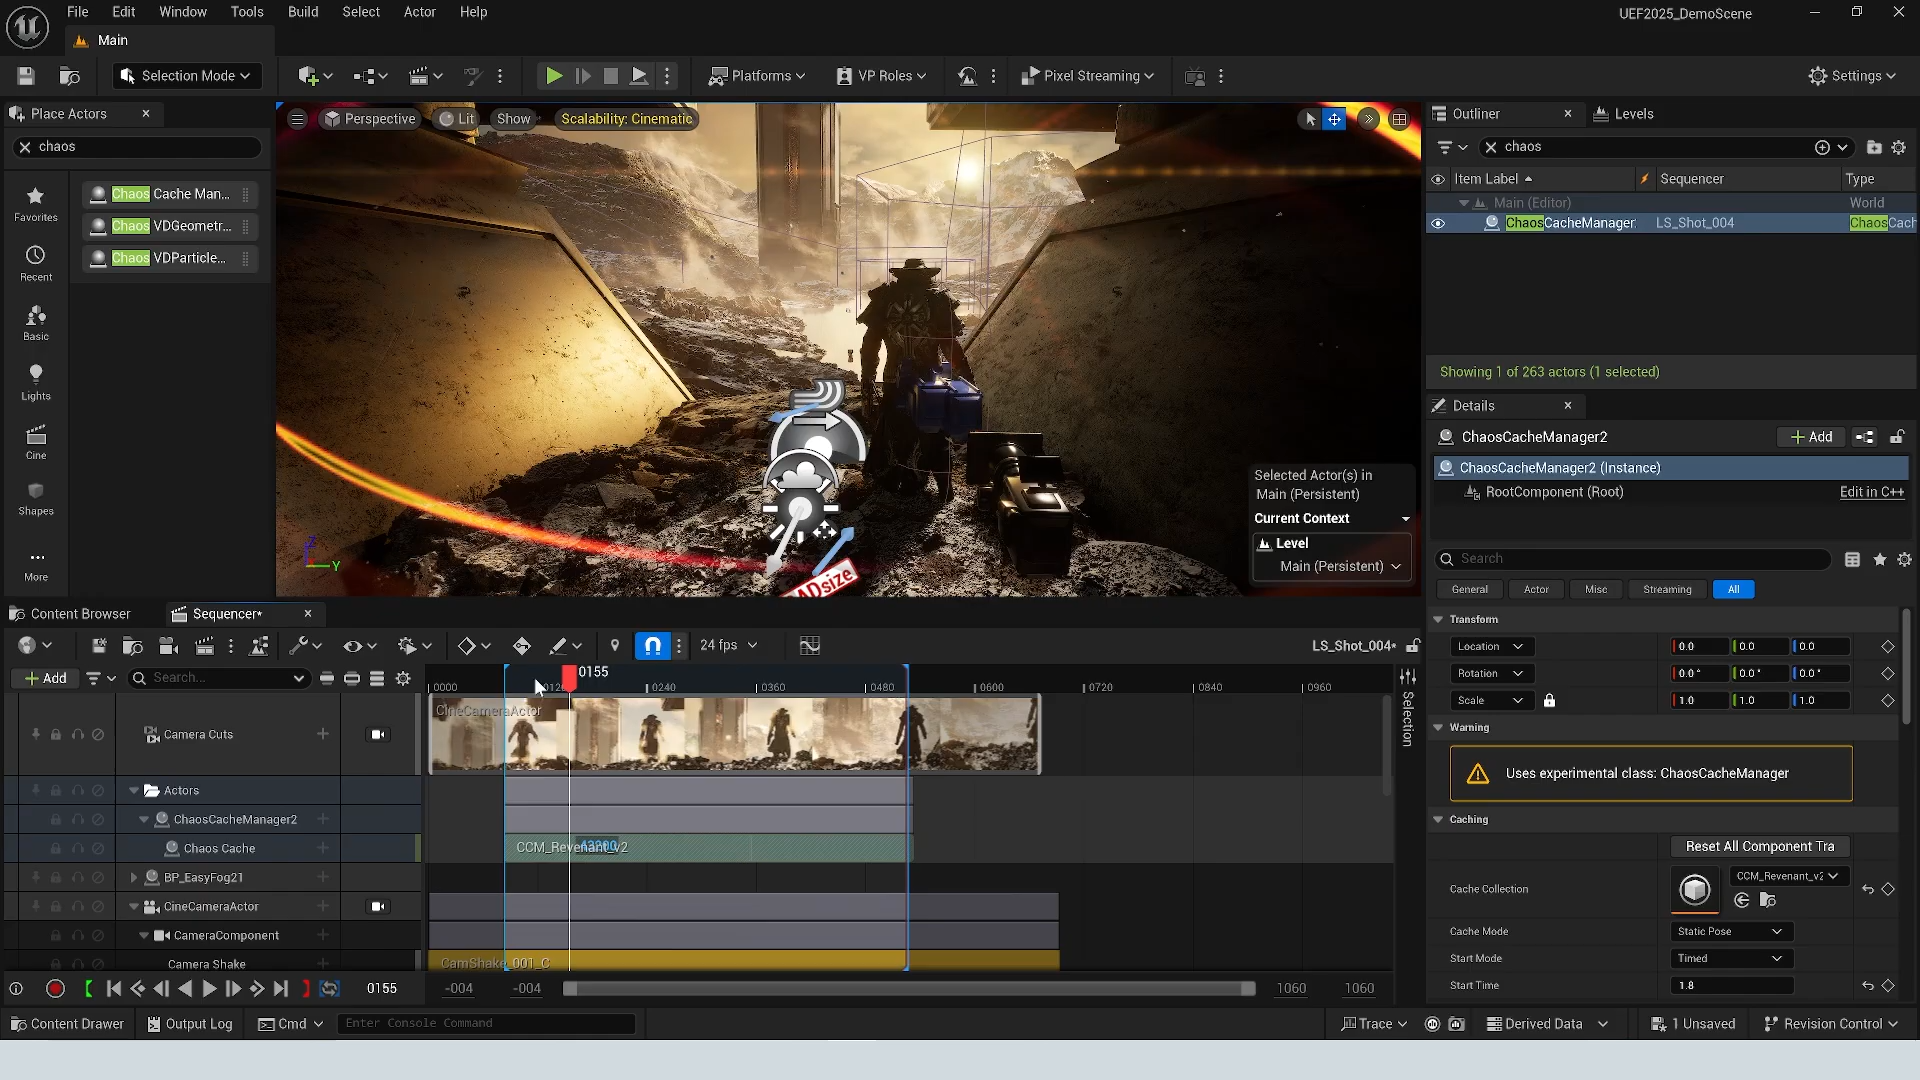 File Edit Window Tools Build Select Actor Help
UEF2025_DemoScene
Main
Selection Mode
Platforms
VP Roles
Pixel Streaming
Settings
Place Actors
chaos
Favorites
Recent
Basic
Lights
Cine
Shapes
More
Chaos Cache Man...
Chaos VDGeometr...
Chaos VDParticle...
Perspective Lit Show Scalability: Cinematic
Selected Actor(s) in
Main (Persistent)
Current Context
Level
Main (Persistent)
Y
Outliner Levels
chaos
Item Label Sequencer Type
Main (Editor) World
ChaosCacheManager LS_Shot_004 ChaosCach
Showing 1 of 263 actors (1 selected)
Details
ChaosCacheManager2 Add
ChaosCacheManager2 (Instance)
RootComponent (Root) Edit in C++
Search
General Actor Misc Streaming All
Transform
Location 0.0 0.0 0.0
Rotation 0.0° 0.0° 0.0°
Scale 1.0 1.0 1.0
Warning
Uses experimental class: ChaosCacheManager
Caching
Reset All Component Tra
Cache Collection CCM_Revenant_v2
Cache Mode Static Pose
Start Mode Timed
Start Time 1.8
Content Browser Sequencer*
24 fps LS_Shot_004*
Add Search...
0155
0000 0240 0360 0480 0600 0720 0840 0960
Selection
CineCameraActor
Camera Cuts
Actors
ChaosCacheManager2
Chaos Cache CCM_Revenant_v2
BP_EasyFog21
CineCameraActor
CameraComponent
Camera Shake CamShake_001_C
0155 -004 -004 1060 1060
Content Drawer Output Log Cmd Enter Console Command
Trace Derived Data 1 Unsaved Revision Control